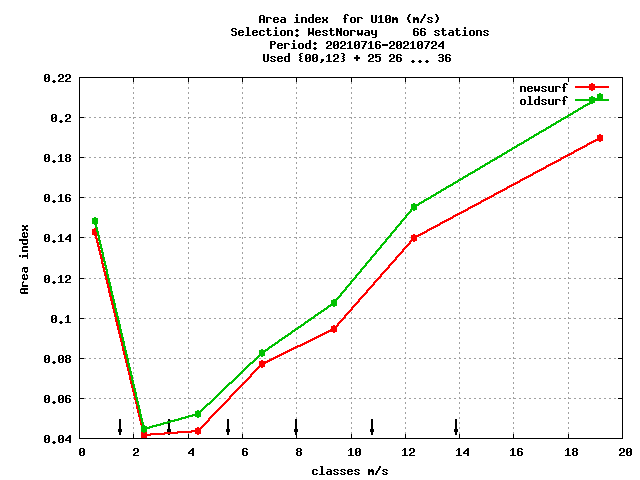 Area index  for U10m (m/s)
Selection: WestNorway     66 stations
Period: 20210716-20210724
Used {00,12} + 25 26 ... 36
newsurf
oldsurf
0.22
0.2
0.18
0.16
0.14
0.12
0.1
0.08
0.06
0.04
Area index
0 2 4 6 8 10 12 14 16 18 20
classes m/s